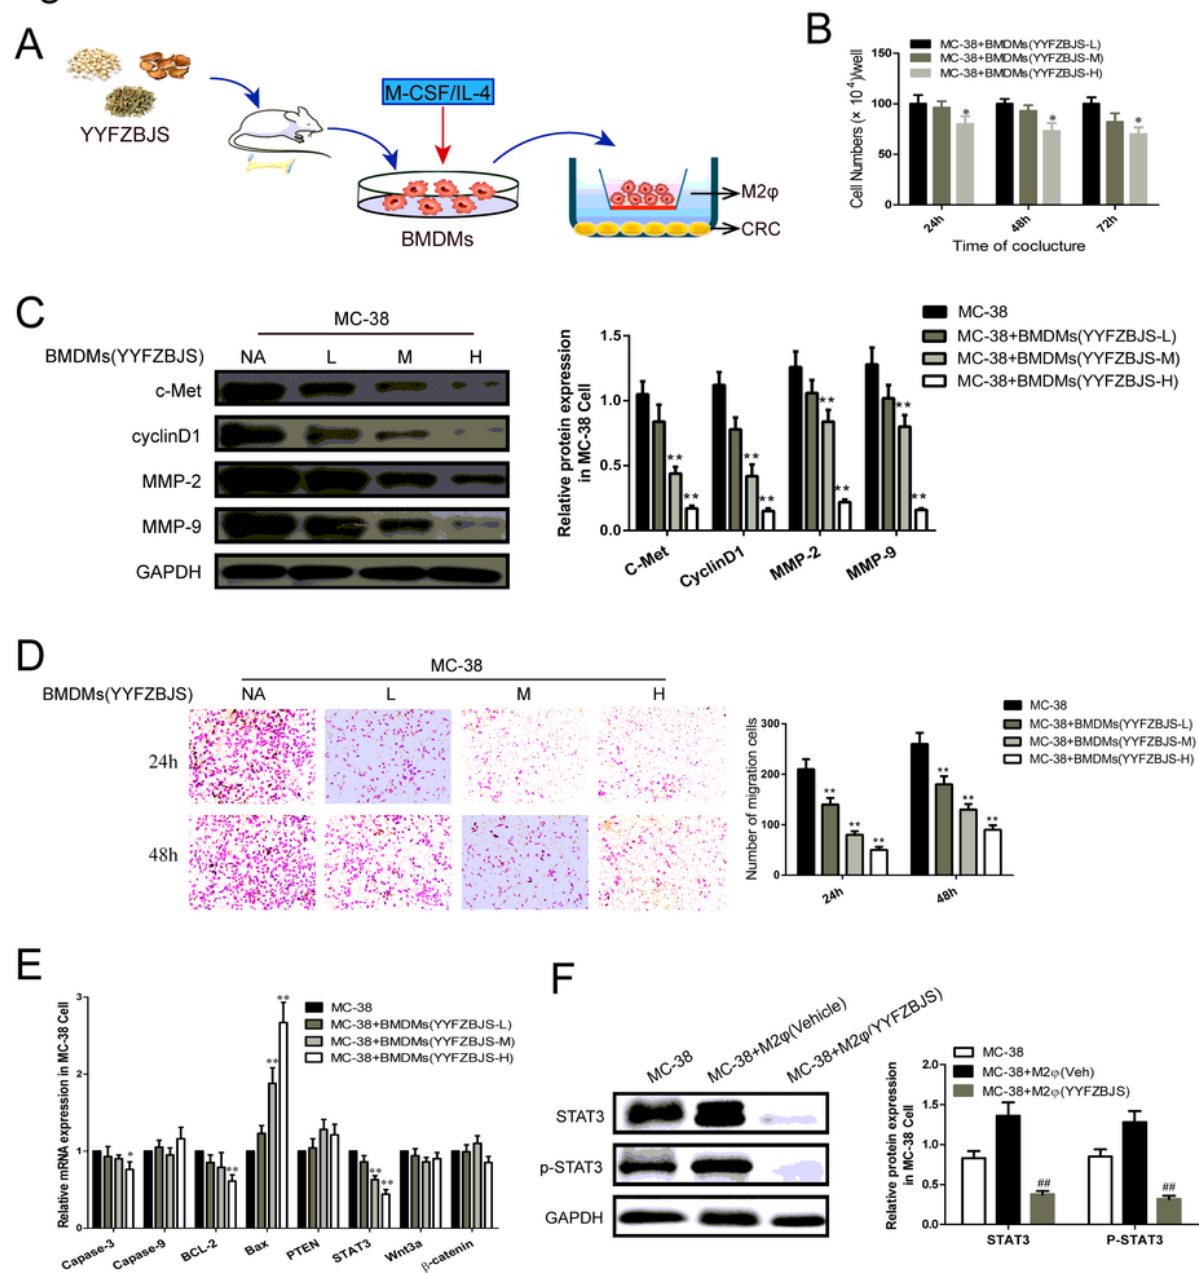 A
YYFZBJS
M-CSF/IL-4
BMDMs
M2φ
CRC
B
MC-38+BMDMs(YYFZBJS-L)
MC-38+BMDMs(YYFZBJS-M)
MC-38+BMDMs(YYFZBJS-H)
Cell Numbers (× 10⁴)/well
150
100
50
0
* * *
24h 48h 72h
Time of coclucture
C
MC-38
BMDMs(YYFZBJS) NA L M H
c-Met
cyclinD1
MMP-2
MMP-9
GAPDH
Relative protein expression
in MC-38 Cell
1.5
1.0
0.5
0.0
** ** ** ** ** ** ** **
C-Met CyclinD1 MMP-2 MMP-9
MC-38
MC-38+BMDMs(YYFZBJS-L)
MC-38+BMDMs(YYFZBJS-M)
MC-38+BMDMs(YYFZBJS-H)
D
MC-38
BMDMs(YYFZBJS) NA L M H
24h
48h
Number of migration cells
300
200
100
0
** ** ** ** ** **
24h 48h
MC-38
MC-38+BMDMs(YYFZBJS-L)
MC-38+BMDMs(YYFZBJS-M)
MC-38+BMDMs(YYFZBJS-H)
E
Relative mRNA expression in MC-38 Cell
3
2
1
0
MC-38
MC-38+BMDMs(YYFZBJS-L)
MC-38+BMDMs(YYFZBJS-M)
MC-38+BMDMs(YYFZBJS-H)
* ** ** ** ** **
Capase-3 Capase-9 BCL-2 Bax PTEN STAT3 Wnt3a β-catenin
F
MC-38 MC-38+M2φ(Vehicle) MC-38+M2φ(YYFZBJS)
STAT3
p-STAT3
GAPDH
Relative protein expression
in MC-38 Cell
2.0
1.5
1.0
0.5
0.0
MC-38
MC-38+M2φ(Veh)
MC-38+M2φ(YYFZBJS)
## ##
STAT3 P-STAT3